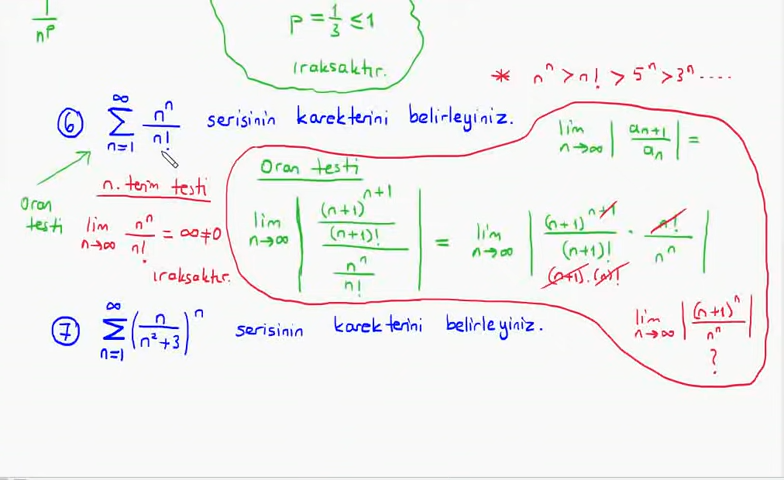 1/n^p
p = 1/3 ≤ 1
ıraksaktır.
* n^n > n! > 5^n > 3^n ....
⑥ ∑_{n=1}^{∞} n^n/n! serisinin karekterini belirleyiniz.
lim_{n→∞} |a_{n+1}/a_n| =
Oran testi
n. terim testi
lim_{n→∞} n^n/n! = ∞ ≠ 0
ıraksaktır.
Oran testi
lim_{n→∞} |((n+1)^{n+1}/(n+1)!)/(n^n/n!)| = lim_{n→∞} |(n+1)^{n+1}/(n+1)! · n!/n^n|
(n+1).(n)!
lim_{n→∞} |(n+1)^n/n^n|
?
⑦ ∑_{n=1}^{∞} (n/(n²+3))^n serisinin karekterini belirleyiniz.